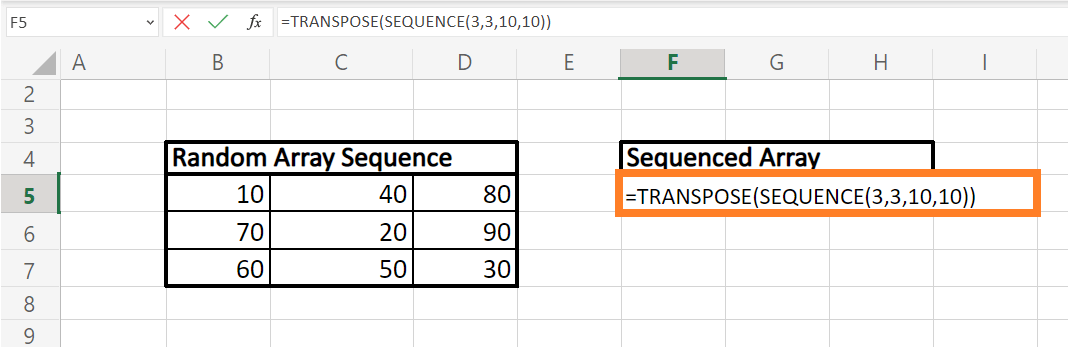 F5 fx =TRANSPOSE(SEQUENCE(3,3,10,10))
A B C D E F G H I
2
3
4 Random Array Sequence Sequenced Array
5 10 40 80 =TRANSPOSE(SEQUENCE(3,3,10,10))
6 70 20 90
7 60 50 30
8
9